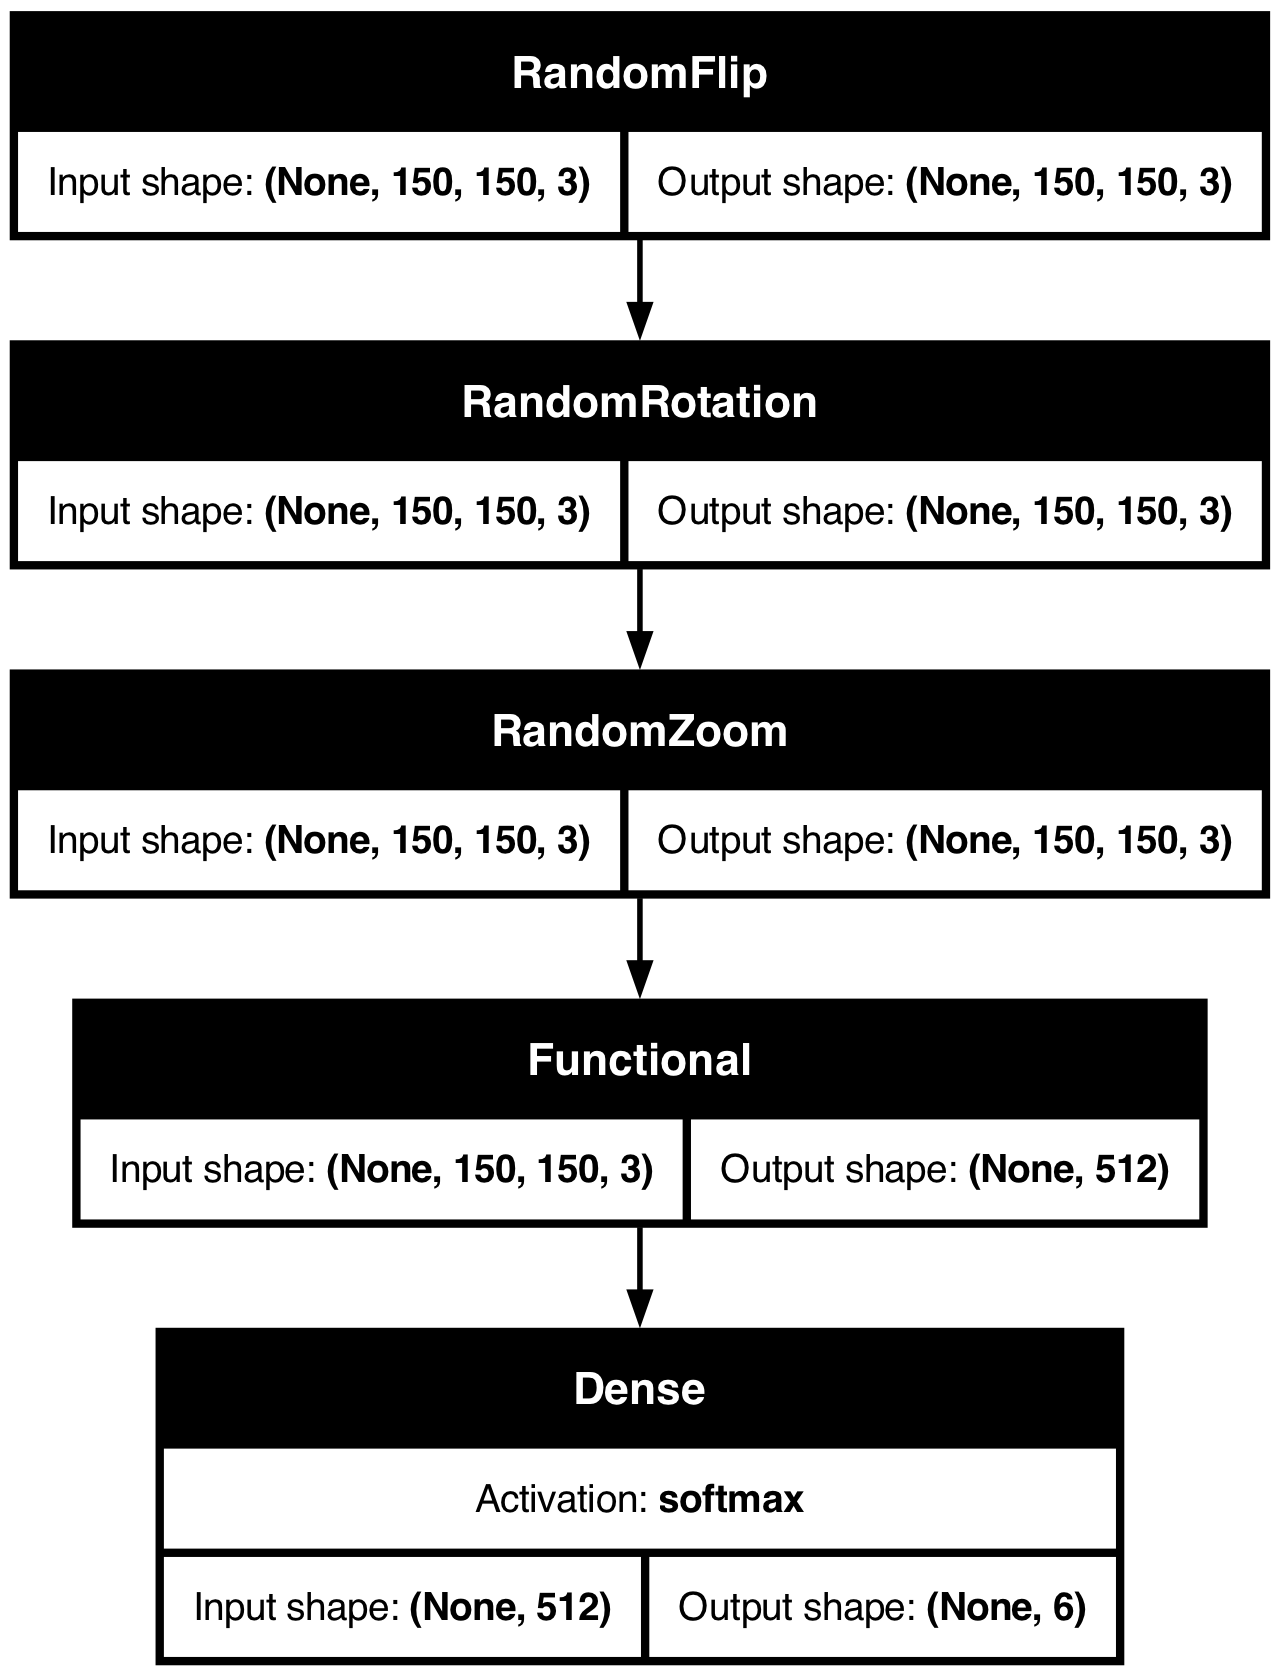 RandomFlip
Input shape: (None, 150, 150, 3) Output shape: (None, 150, 150, 3)
RandomRotation
Input shape: (None, 150, 150, 3) Output shape: (None, 150, 150, 3)
RandomZoom
Input shape: (None, 150, 150, 3) Output shape: (None, 150, 150, 3)
Functional
Input shape: (None, 150, 150, 3) Output shape: (None, 512)
Dense
Activation: softmax
Input shape: (None, 512) Output shape: (None, 6)